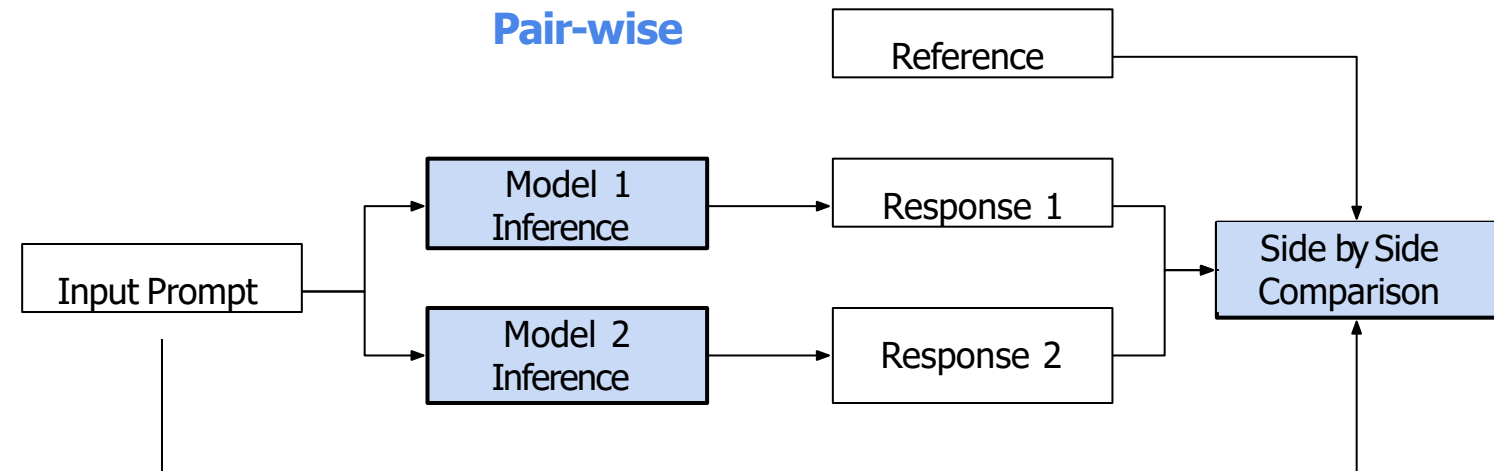 Pair-wise
Reference
Model 1
Inference
Response 1
Input Prompt
Side by Side
Comparison
Model 2
Inference
Response 2